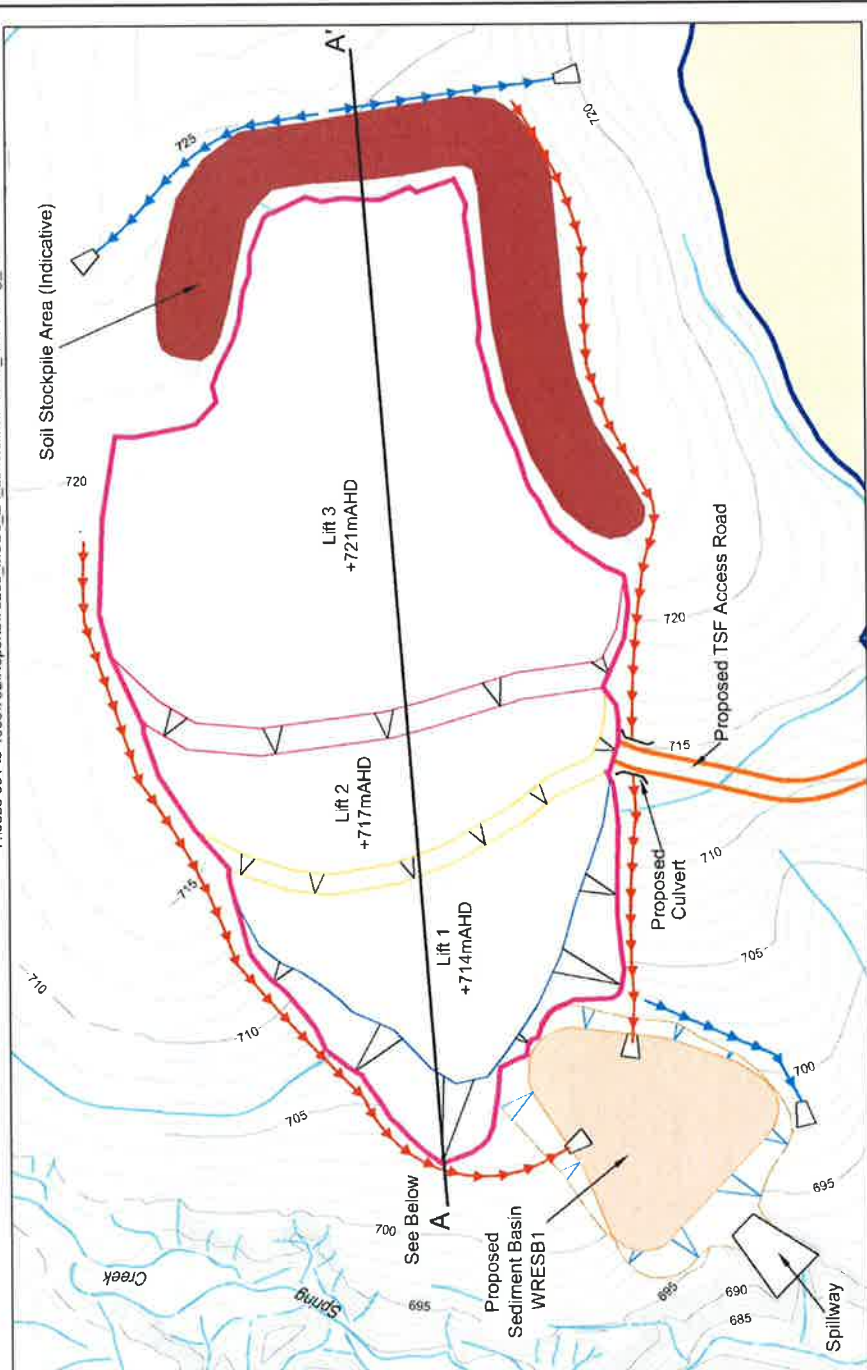 Soil Stockpile Area (Indicative)
725
A'
720
720
Lift 3
+721mAHD
720
Proposed TSF Access Road
715
Lift 2
+717mAHD
715
710
Proposed
Culvert
Lift 1
+714mAHD
705
710
710
705
700
See Below
A
700
Proposed
Sediment Basin
WRESB1
695
695
690
685
695
Spillway
Creek
Spring